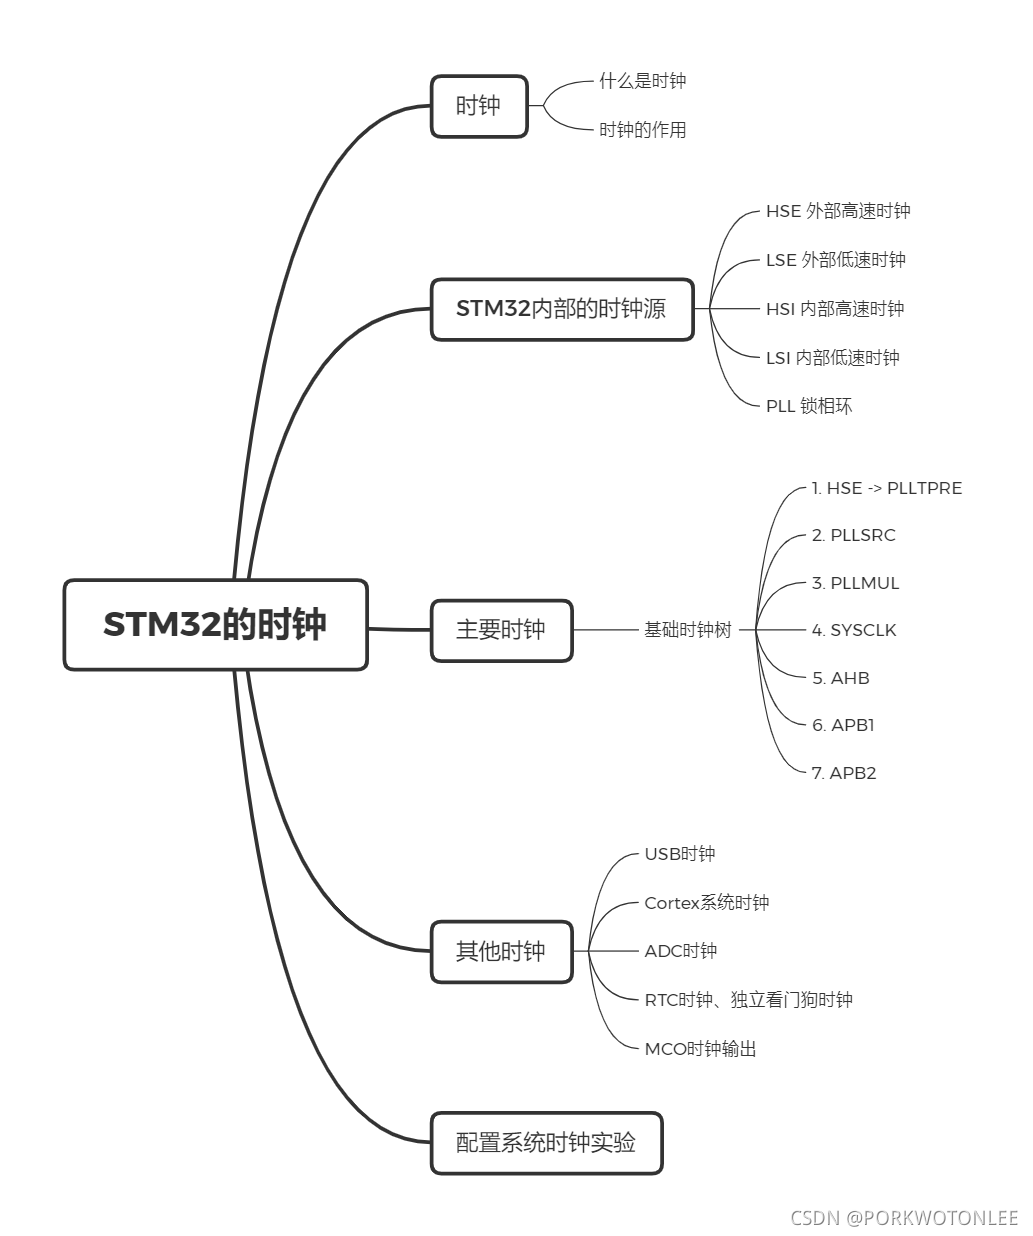 时钟
什么是时钟
时钟的作用
STM32内部的时钟源
HSE 外部高速时钟
LSE 外部低速时钟
HSI 内部高速时钟
LSI 内部低速时钟
PLL 锁相环
STM32的时钟
主要时钟
基础时钟树
1. HSE -> PLLTPRE
2. PLLSRC
3. PLLMUL
4. SYSCLK
5. AHB
6. APB1
7. APB2
其他时钟
USB时钟
Cortex系统时钟
ADC时钟
RTC时钟、独立看门狗时钟
MCO时钟输出
配置系统时钟实验
CSDN @PORKWOTONLEE